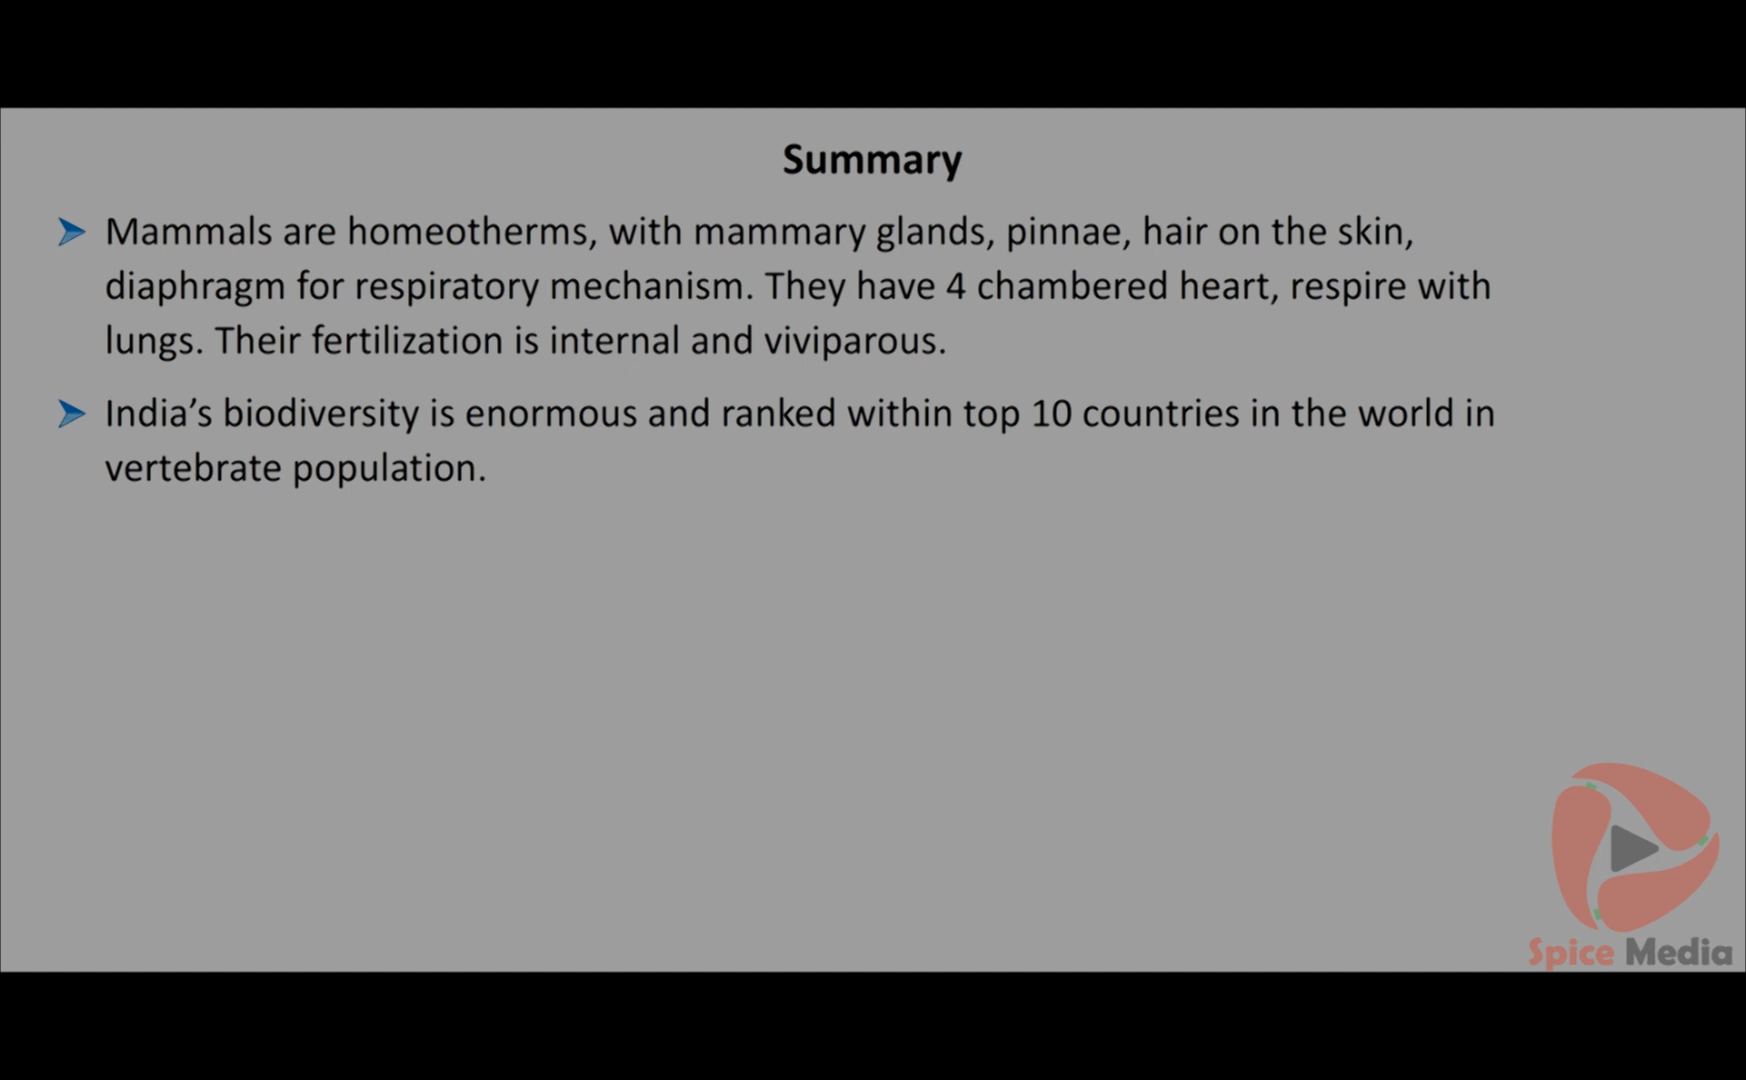 Summary
Mammals are homeotherms, with mammary glands, pinnae, hair on the skin,
diaphragm for respiratory mechanism. They have 4 chambered heart, respire with
lungs. Their fertilization is internal and viviparous.
India’s biodiversity is enormous and ranked within top 10 countries in the world in
vertebrate population.
Spice Media